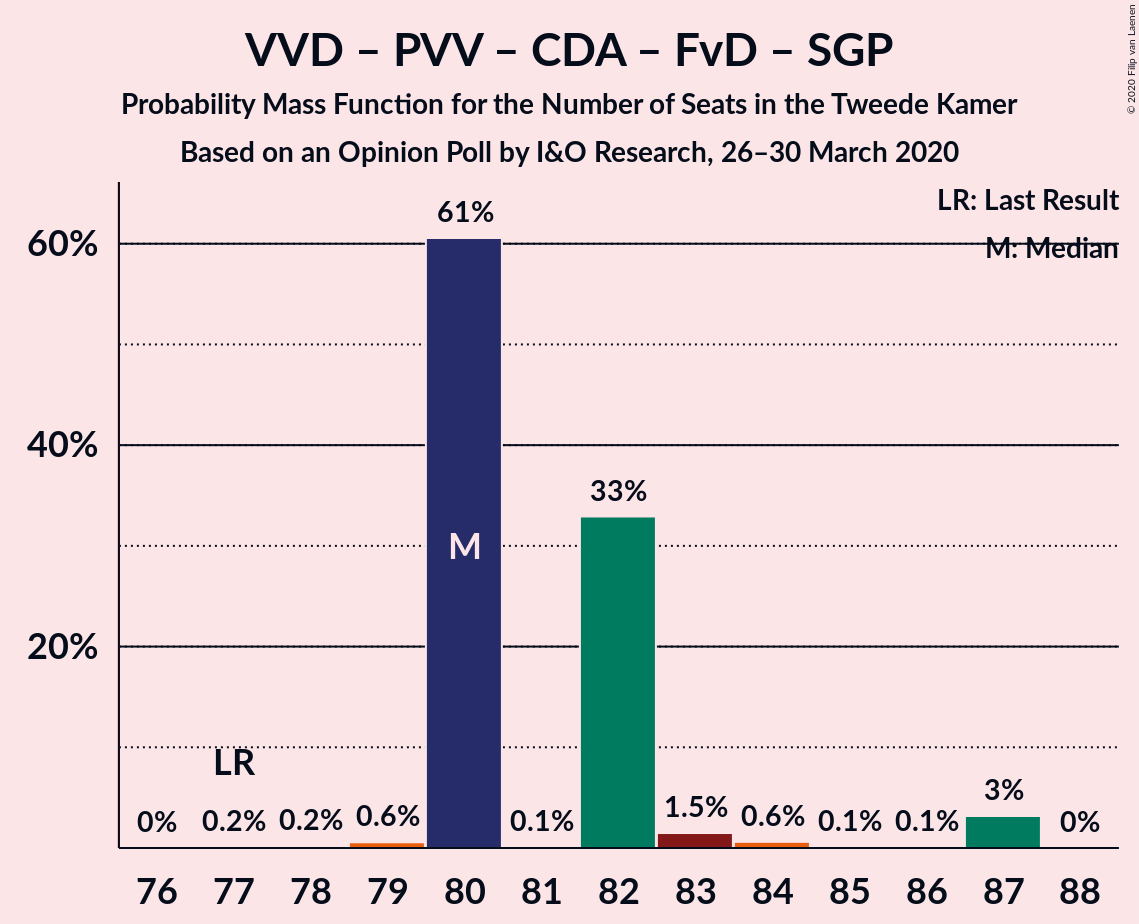 VVD – PVV – CDA – FvD – SGP
Probability Mass Function for the Number of Seats in the Tweede Kamer
Based on an Opinion Poll by I&O Research, 26–30 March 2020
© 2020 Filip van Laenen
LR: Last Result
M: Median
60%
40%
20%
61%
33%
M
LR
0% 0.2% 0.2% 0.6% 0.1% 1.5% 0.6% 0.1% 0.1% 3% 0%
76 77 78 79 80 81 82 83 84 85 86 87 88